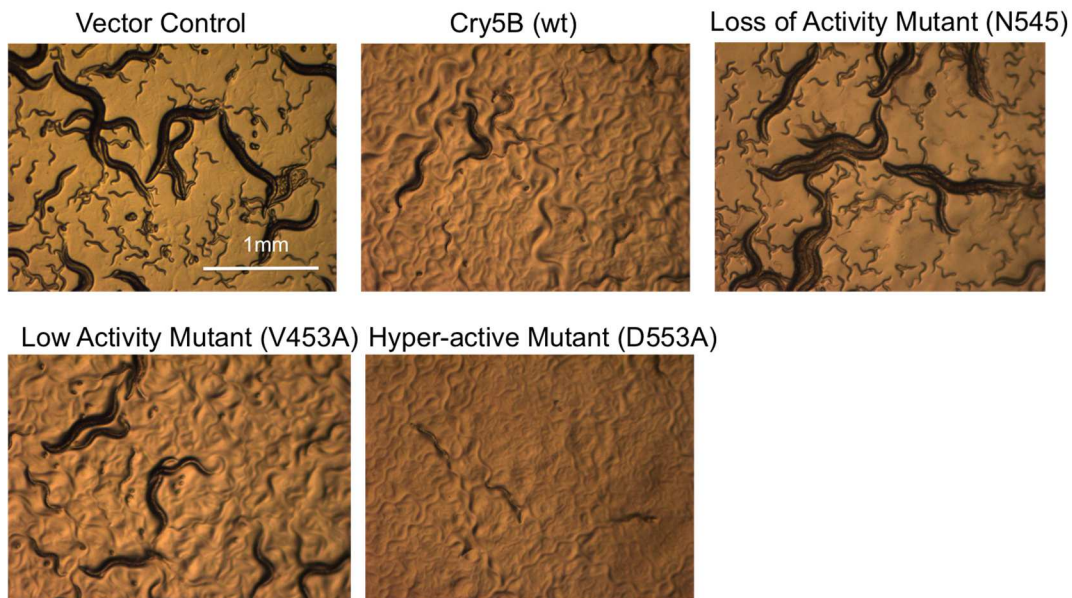 Vector Control
Cry5B (wt)
Loss of Activity Mutant (N545)
1mm
Low Activity Mutant (V453A)
Hyper-active Mutant (D553A)